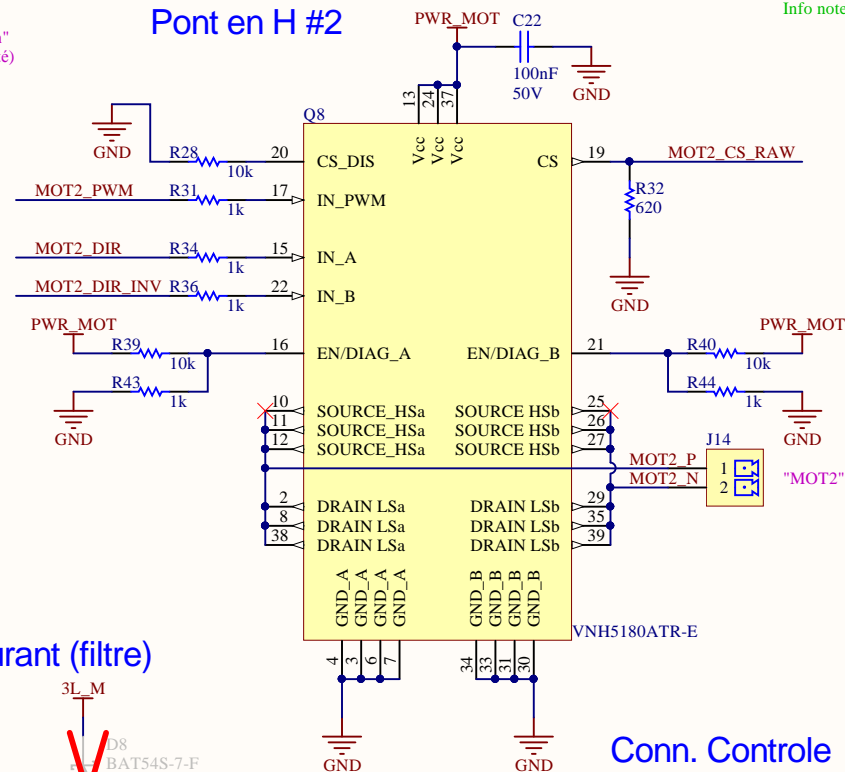 Pont en H #2
PWR_MOT
C22
100nF
50V
GND
Info note
"
té)
Q8
13
24
37
Vcc
Vcc
Vcc
GND
R28
10k
20
CS_DIS
CS
19
MOT2_CS_RAW
MOT2_PWM
R31
1k
17
IN_PWM
R32
620
GND
MOT2_DIR
R34
1k
15
IN_A
MOT2_DIR_INV
R36
1k
22
IN_B
PWR_MOT
R39
10k
16
EN/DIAG_A
EN/DIAG_B
21
R40
10k
PWR_MOT
R43
1k
GND
R44
1k
GND
10
SOURCE_HSa
SOURCE HSb
25
11
SOURCE_HSa
SOURCE HSb
26
12
SOURCE_HSa
SOURCE HSb
27
J14
MOT2_P
1
MOT2_N
2
"MOT2"
2
DRAIN LSa
DRAIN LSb
29
8
DRAIN LSa
DRAIN LSb
35
38
DRAIN LSa
DRAIN LSb
39
GND_A
GND_A
GND_A
GND_A
GND_B
GND_B
GND_B
GND_B
VNH5180ATR-E
4
3
6
7
34
33
31
30
GND
GND
urant (filtre)
3L_M
D8
BAT54S-7-F
Conn. Controle